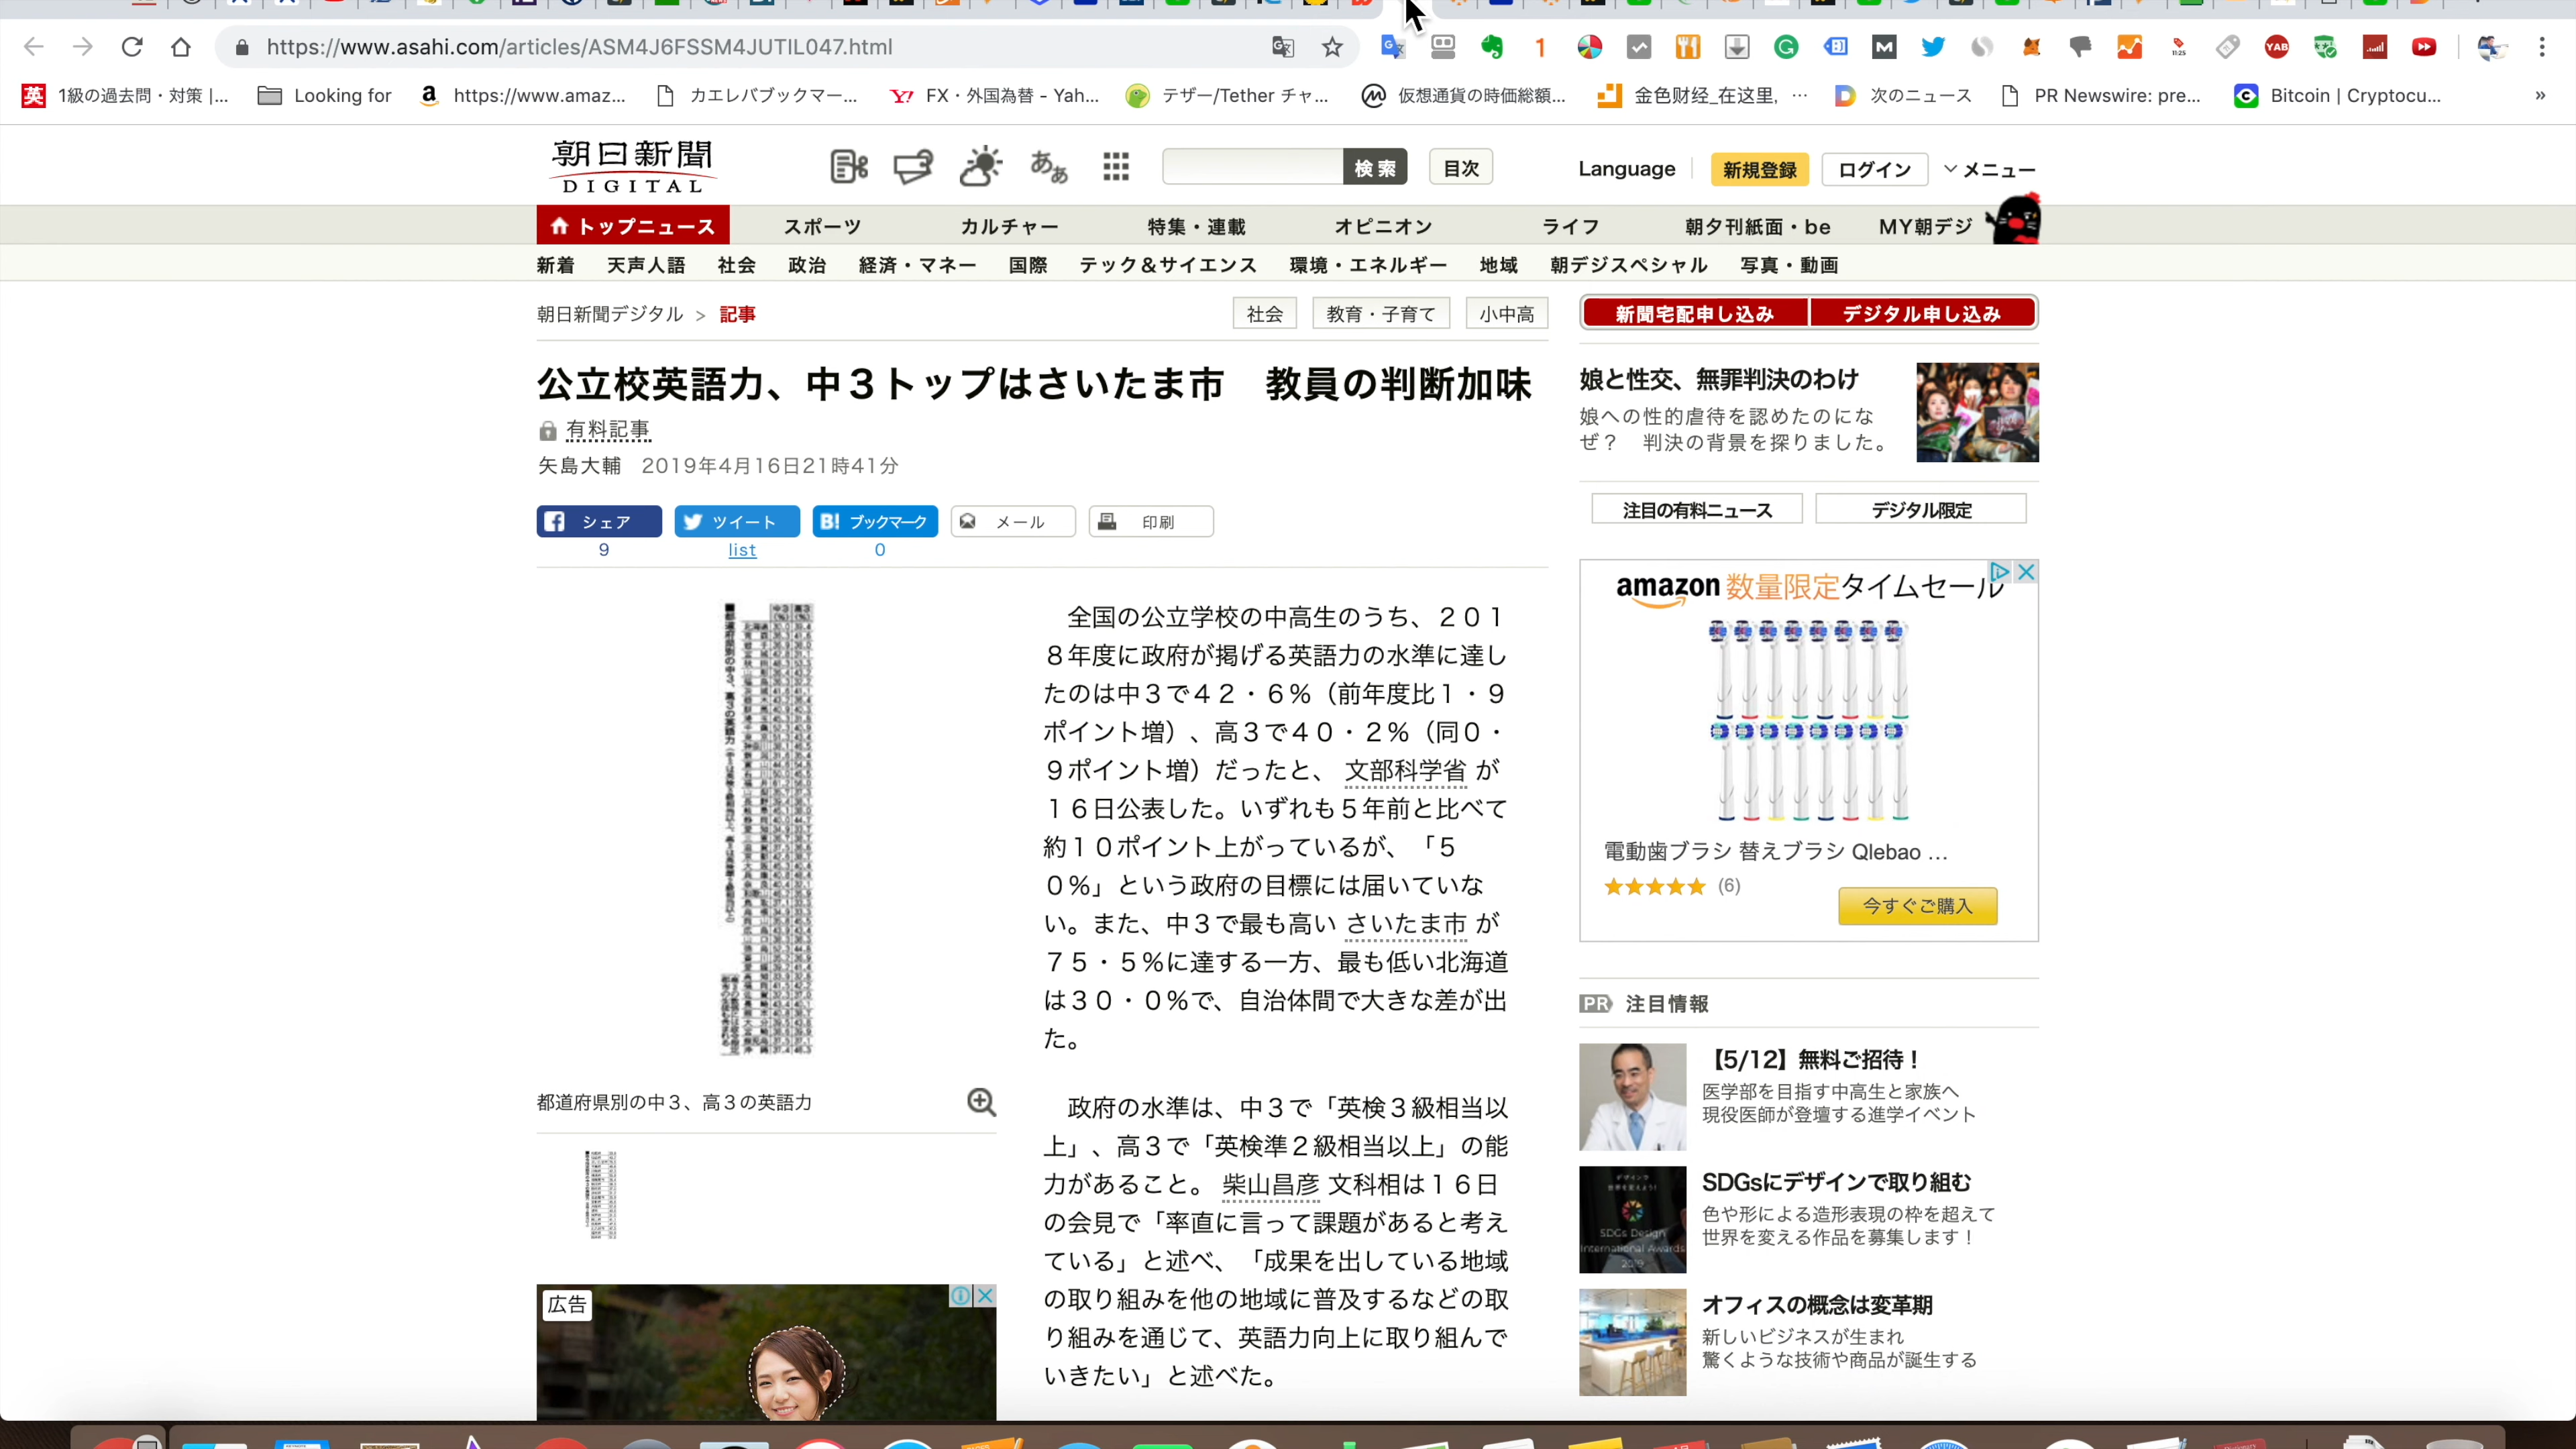 https://www.asahi.com/articles/ASM4J6FSSM4JUTIL047.html
1級の過去問・対策 |...
Looking for
https://www.amaz...
カエレバブックマー...
FX・外国為替 - Yah...
テザー/Tether チャ...
仮想通貨の時価総額...
金色财经_在这里, ...
次のニュース
PR Newswire: pre...
Bitcoin | Cryptocu...
»
朝日新聞
DIGITAL
検索
目次
Language
新規登録
ログイン
メニュー
トップニュース
スポーツ
カルチャー
特集・連載
オピニオン
ライフ
朝夕刊紙面・be
MY朝デジ
新着
天声人語
社会
政治
経済・マネー
国際
テック＆サイエンス
環境・エネルギー
地域
朝デジスペシャル
写真・動画
朝日新聞デジタル > 記事
社会
教育・子育て
小中高
公立校英語力、中３トップはさいたま市　教員の判断加味
有料記事
矢島大輔　2019年4月16日21時41分
シェア
ツイート
B! ブックマーク
メール
印刷
9
list
0
都道府県別の中３、高３の英語力
広告
　全国の公立学校の中高生のうち、２０１
８年度に政府が掲げる英語力の水準に達し
たのは中３で４２・６％（前年度比１・９
ポイント増）、高３で４０・２％（同０・
９ポイント増）だったと、 文部科学省 が
１６日公表した。いずれも５年前と比べて
約１０ポイント上がっているが、「５
０％」という政府の目標には届いていな
い。また、中３で最も高い さいたま市 が
７５・５％に達する一方、最も低い北海道
は３０・０％で、自治体間で大きな差が出
た。
　政府の水準は、中３で「英検３級相当以
上」、高３で「英検準２級相当以上」の能
力があること。 柴山昌彦 文科相は１６日
の会見で「率直に言って課題があると考え
ている」と述べ、「成果を出している地域
の取り組みを他の地域に普及するなどの取
り組みを通じて、英語力向上に取り組んで
いきたい」と述べた。
新聞宅配申し込み
デジタル申し込み
娘と性交、無罪判決のわけ
娘への性的虐待を認めたのにな
ぜ？　判決の背景を探りました。
注目の有料ニュース
デジタル限定
amazon 数量限定タイムセール
電動歯ブラシ 替えブラシ Qlebao ...
(6)
今すぐご購入
PR 注目情報
【5/12】無料ご招待！
医学部を目指す中高生と家族へ
現役医師が登壇する進学イベント
SDGs Design
International Awards
2019
SDGsにデザインで取り組む
色や形による造形表現の枠を超えて
世界を変える作品を募集します！
オフィスの概念は変革期
新しいビジネスが生まれ
驚くような技術や商品が誕生する